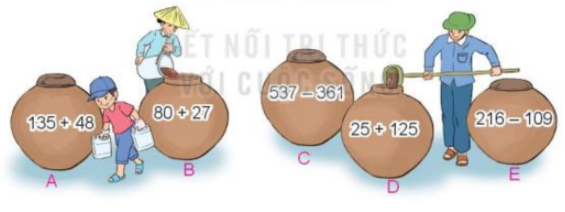 KẾT NỐI TRI THỨC
VỚI CUỘC SỐNG
135 + 48
80 + 27
537 – 361
25 + 125
216 – 109
A
B
C
D
E